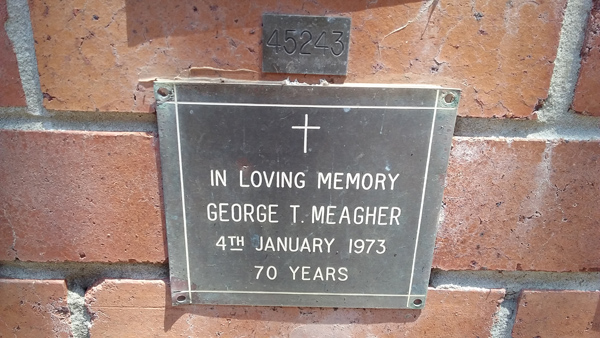 45243
IN LOVING MEMORY
GEORGE T. MEAGHER
4TH JANUARY 1973
70 YEARS